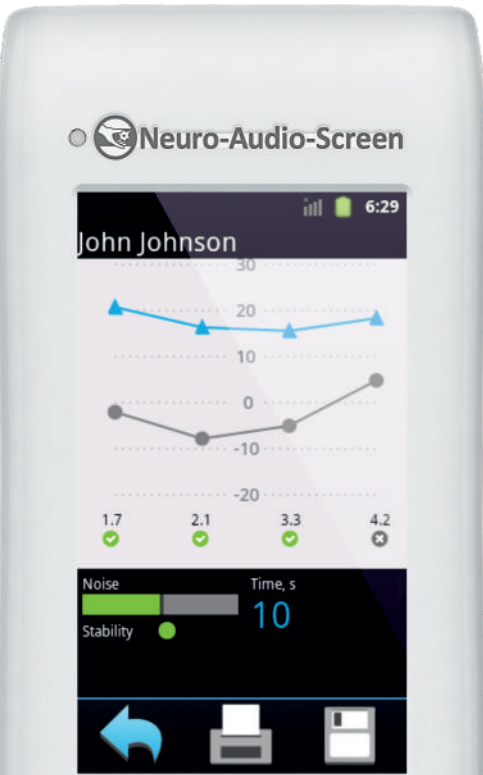 Neuro-Audio-Screen
6:29
John Johnson
30
20
10
0
-10
-20
1.7 2.1 3.3 4.2
Noise Time, s
10
Stability